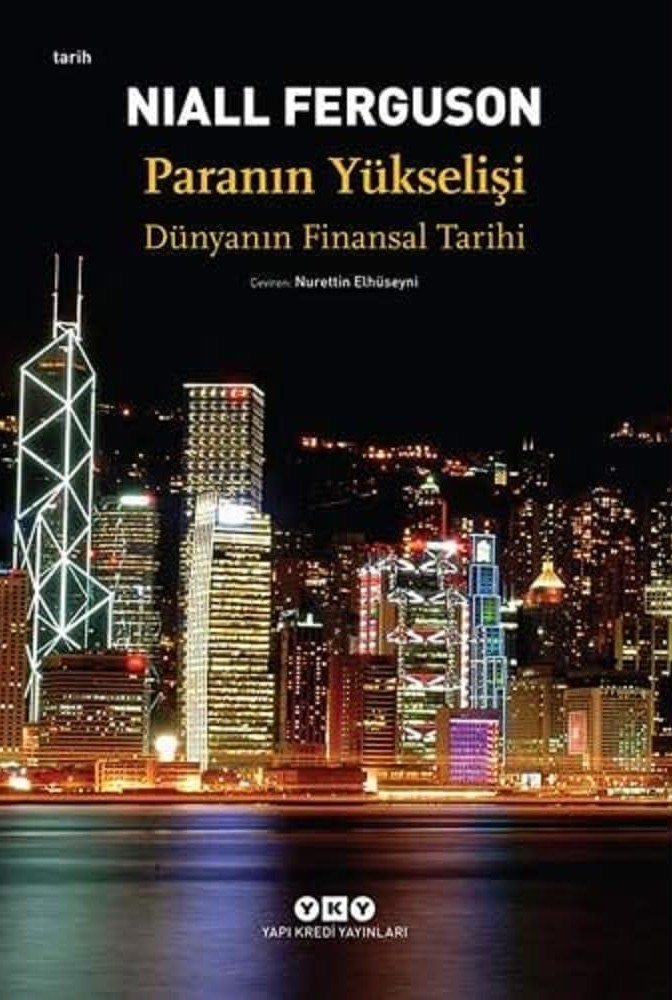 tarih
NIALL FERGUSON
Paranın Yükselişi
Dünyanın Finansal Tarihi
Çeviren: Nurettin Elhüseyni
YKY
YAPI KREDİ YAYINLARI